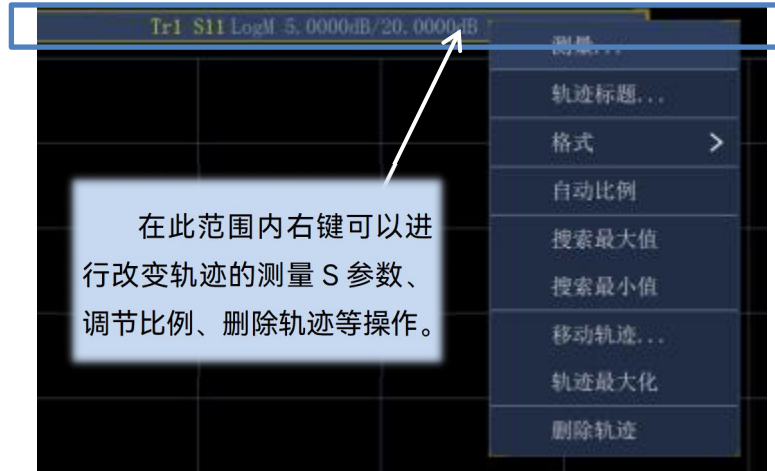 Tr1 S11 LogM 5.0000dB/20.0000dB
测量...
轨迹标题...
格式 >
自动比例
搜索最大值
搜索最小值
移动轨迹...
轨迹最大化
删除轨迹
在此范围内右键可以进
行改变轨迹的测量 S 参数、
调节比例、删除轨迹等操作。